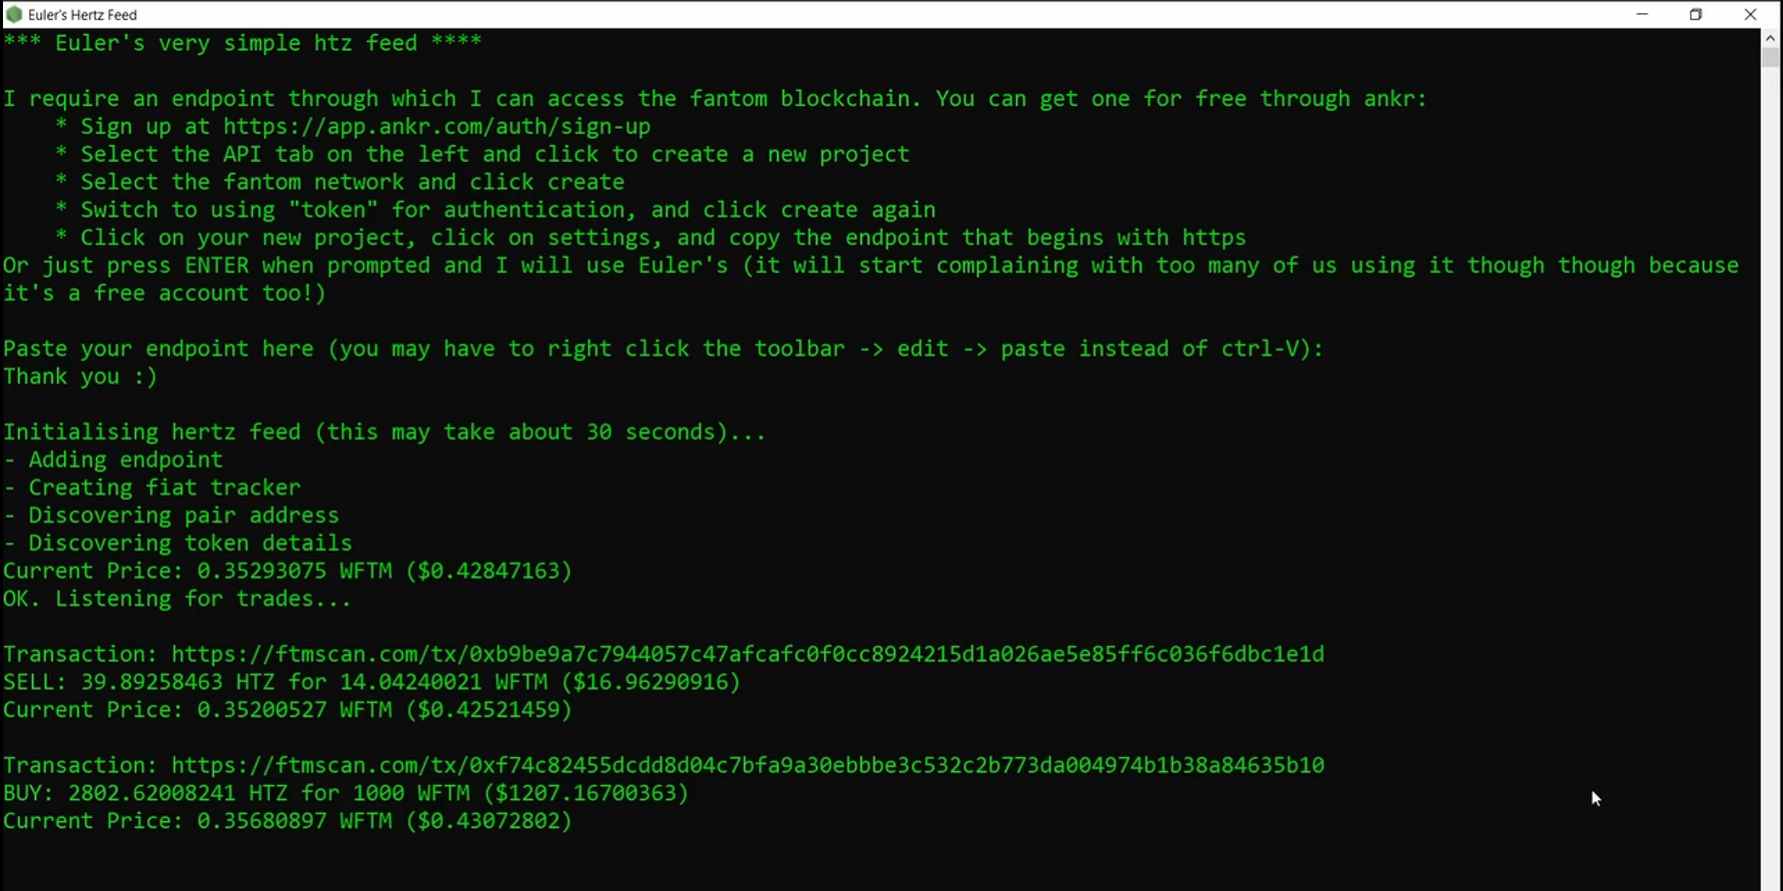 Euler's Hertz Feed
*** Euler's very simple htz feed ****
I require an endpoint through which I can access the fantom blockchain. You can get one for free through ankr:
* Sign up at https://app.ankr.com/auth/sign-up
* Select the API tab on the left and click to create a new project
* Select the fantom network and click create
* Switch to using "token" for authentication, and click create again
* Click on your new project, click on settings, and copy the endpoint that begins with https
Or just press ENTER when prompted and I will use Euler's (it will start complaining with too many of us using it though though because
it's a free account too!)
Paste your endpoint here (you may have to right click the toolbar -> edit -> paste instead of ctrl-V):
Thank you :)
Initialising hertz feed (this may take about 30 seconds)...
- Adding endpoint
- Creating fiat tracker
- Discovering pair address
- Discovering token details
Current Price: 0.35293075 WFTM ($0.42847163)
OK. Listening for trades...
Transaction: https://ftmscan.com/tx/0xb9be9a7c7944057c47afcafc0f0cc8924215d1a026ae5e85ff6c036f6dbc1e1d
SELL: 39.89258463 HTZ for 14.04240021 WFTM ($16.96290916)
Current Price: 0.35200527 WFTM ($0.42521459)
Transaction: https://ftmscan.com/tx/0xf74c82455dcdd8d04c7bfa9a30ebbbe3c532c2b773da004974b1b38a84635b10
BUY: 2802.62008241 HTZ for 1000 WFTM ($1207.16700363)
Current Price: 0.35680897 WFTM ($0.43072802)